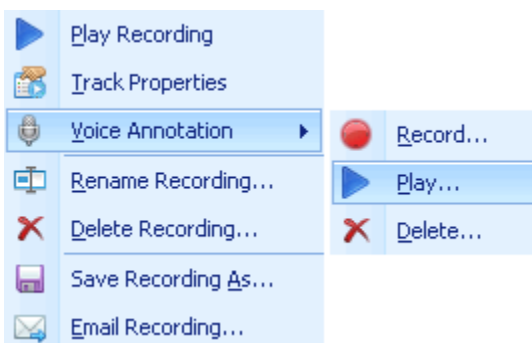 Play Recording
Track Properties
Voice Annotation
Rename Recording...
Delete Recording...
Save Recording As...
Email Recording...
Record...
Play...
Delete...